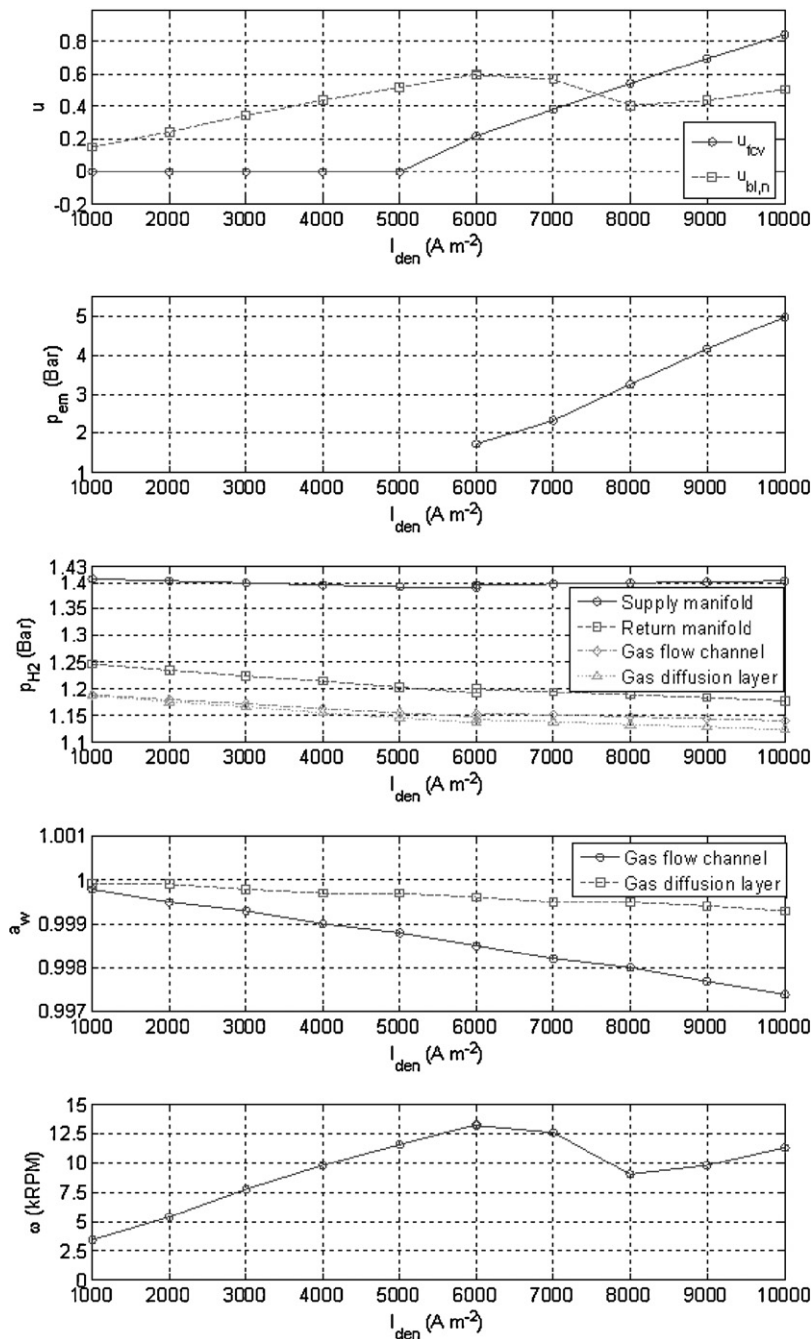 0.8
0.6
0.4
0.2
0
-0.2
u
u_fcv
u_bl,n
1000 2000 3000 4000 5000 6000 7000 8000 9000 10000
I_den (A m^-2)
5
4
3
2
1
p_em (Bar)
1000 2000 3000 4000 5000 6000 7000 8000 9000 10000
I_den (A m^-2)
1.43
1.4
1.35
1.3
1.25
1.2
1.15
1.1
p_H2 (Bar)
Supply manifold
Return manifold
Gas flow channel
Gas diffusion layer
1000 2000 3000 4000 5000 6000 7000 8000 9000 10000
I_den (A m^-2)
1.001
1
0.999
0.998
0.997
a_w
Gas flow channel
Gas diffusion layer
1000 2000 3000 4000 5000 6000 7000 8000 9000 10000
I_den (A m^-2)
15
12.5
10
7.5
5
2.5
0
ω (kRPM)
1000 2000 3000 4000 5000 6000 7000 8000 9000 10000
I_den (A m^-2)